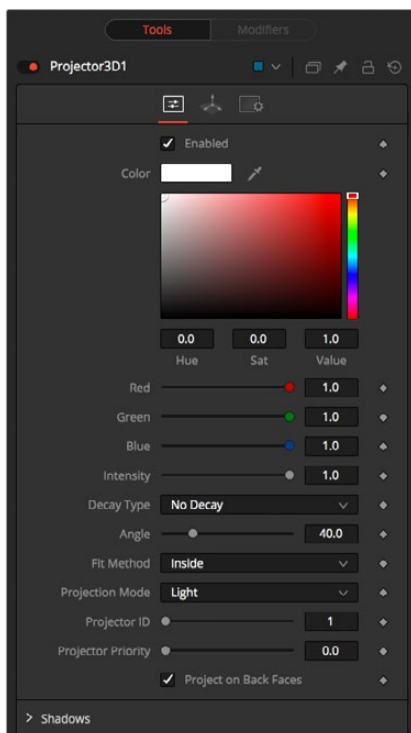 Tools Modifiers
Projector3D1
Enabled
Color
0.0 0.0 1.0
Hue Sat Value
Red 1.0
Green 1.0
Blue 1.0
Intensity 1.0
Decay Type No Decay
Angle 40.0
Fit Method Inside
Projection Mode Light
Projector ID 1
Projector Priority 0.0
Project on Back Faces
> Shadows